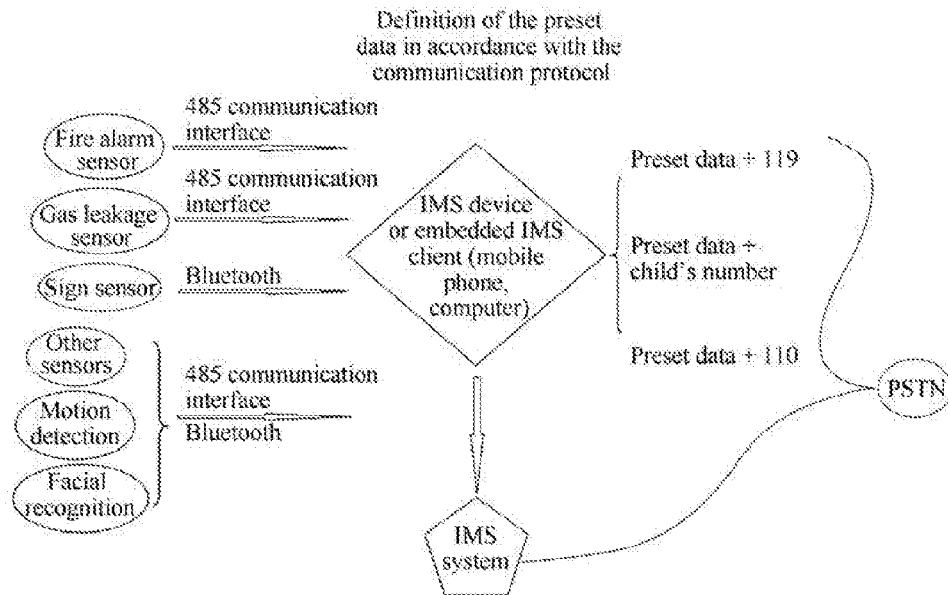 Definition of the preset
data in accordance with the
communication protocol
485 communication
interface
Fire alarm
sensor
485 communication
interface
Gas leakage
sensor
Bluetooth
Sign sensor
Other
sensors
Motion
detection
Facial
recognition
485 communication
interface
Bluetooth
IMS device
or embedded IMS
client (mobile
phone,
computer)
Preset data + 119
Preset data +
child's number
Preset data + 110
PSTN
IMS
system